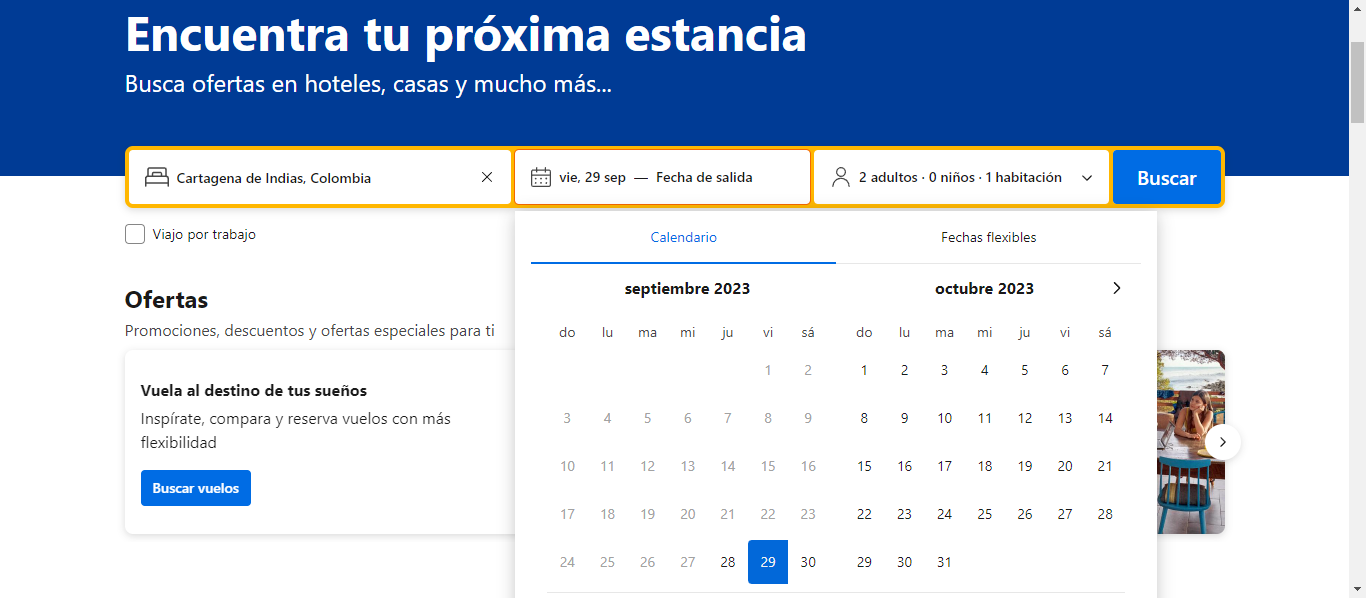 Encuentra tu próxima estancia
Busca ofertas en hoteles, casas y mucho más...
Cartagena de Indias, Colombia
vie, 29 sep — Fecha de salida
2 adultos · 0 niños · 1 habitación
Buscar
Viajo por trabajo
Calendario
Fechas flexibles
septiembre 2023
do lu ma mi ju vi sá
1 2
3 4 5 6 7 8 9
10 11 12 13 14 15 16
17 18 19 20 21 22 23
24 25 26 27 28 29 30
octubre 2023
do lu ma mi ju vi sá
1 2 3 4 5 6 7
8 9 10 11 12 13 14
15 16 17 18 19 20 21
22 23 24 25 26 27 28
29 30 31
Ofertas
Promociones, descuentos y ofertas especiales para ti
Vuela al destino de tus sueños
Inspírate, compara y reserva vuelos con más
flexibilidad
Buscar vuelos